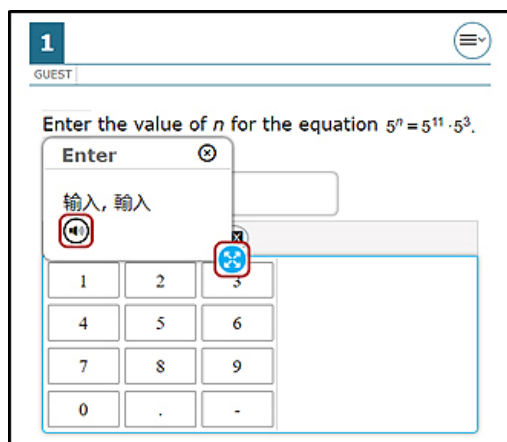 1
GUEST
Enter the value of n for the equation 5ⁿ = 5¹¹ · 5³.
Enter
输入, 輸入
1 2 3
4 5 6
7 8 9
0 . -